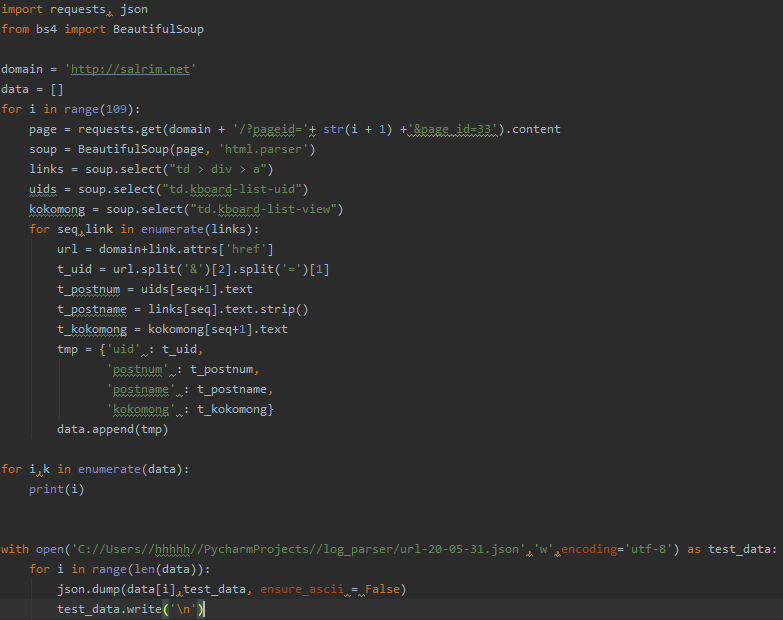 import requests, json
from bs4 import BeautifulSoup
domain = 'http://salrim.net'
data = []
for i in range(109):
    page = requests.get(domain + '/?pageid='+ str(i + 1) +'&page_id=33').content
    soup = BeautifulSoup(page, 'html.parser')
    links = soup.select("td > div > a")
    uids = soup.select("td.kboard-list-uid")
    kokomong = soup.select("td.kboard-list-view")
    for seq,link in enumerate(links):
        url = domain+link.attrs['href']
        t_uid = url.split('&')[2].split('=')[1]
        t_postnum = uids[seq+1].text
        t_postname = links[seq].text.strip()
        t_kokomong = kokomong[seq+1].text
        tmp = {'uid' : t_uid,
               'postnum' : t_postnum,
               'postname' : t_postname,
               'kokomong' : t_kokomong}
        data.append(tmp)
for i,k in enumerate(data):
    print(i)
with open('C://Users//hhhhh//PycharmProjects//log_parser/url-20-05-31.json','w',encoding='utf-8') as test_data:
    for i in range(len(data)):
        json.dump(data[i],test_data, ensure_ascii = False)
        test_data.write('\n')